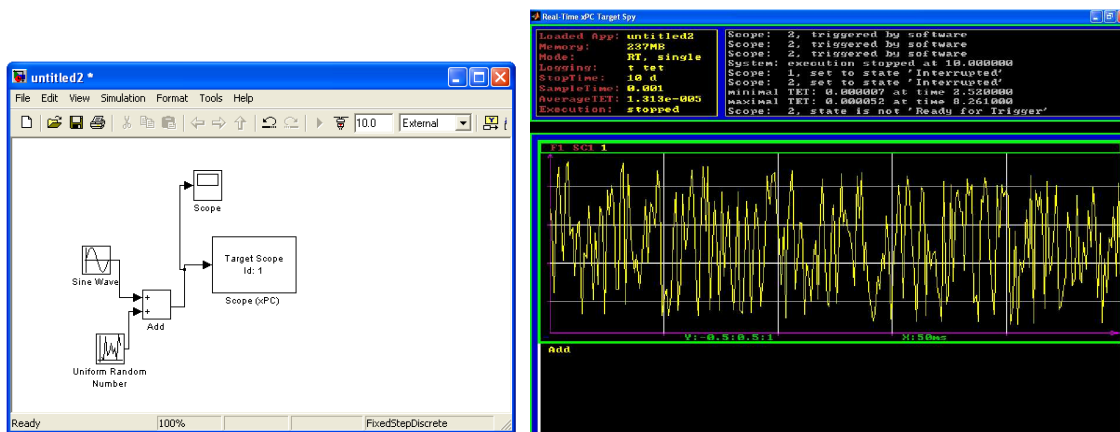 untitled2 *
File Edit View Simulation Format Tools Help
10.0 External
Scope
Target Scope
Id: 1
Scope (xPC)
Sine Wave
Add
Uniform Random
Number
Ready 100% FixedStepDiscrete
Real-Time xPC Target Spy
Loaded App: untitled2
Memory: 237MB
Mode: RT, single
Logging: t tet
StopTime: 10 d
SampleTime: 0.001
AverageTET: 1.313e-005
Execution: stopped
Scope: 2, triggered by software
Scope: 2, triggered by software
Scope: 2, triggered by software
System: execution stopped at 10.000000
Scope: 1, set to state 'Interrupted'
Scope: 2, set to state 'Interrupted'
minimal TET: 0.000007 at time 2.520000
maximal TET: 0.000052 at time 8.261000
Scope: 2, state is not 'Ready for Trigger'
F1 SC1 1
Y:-0.5:0.5:1 X:50ms
Add